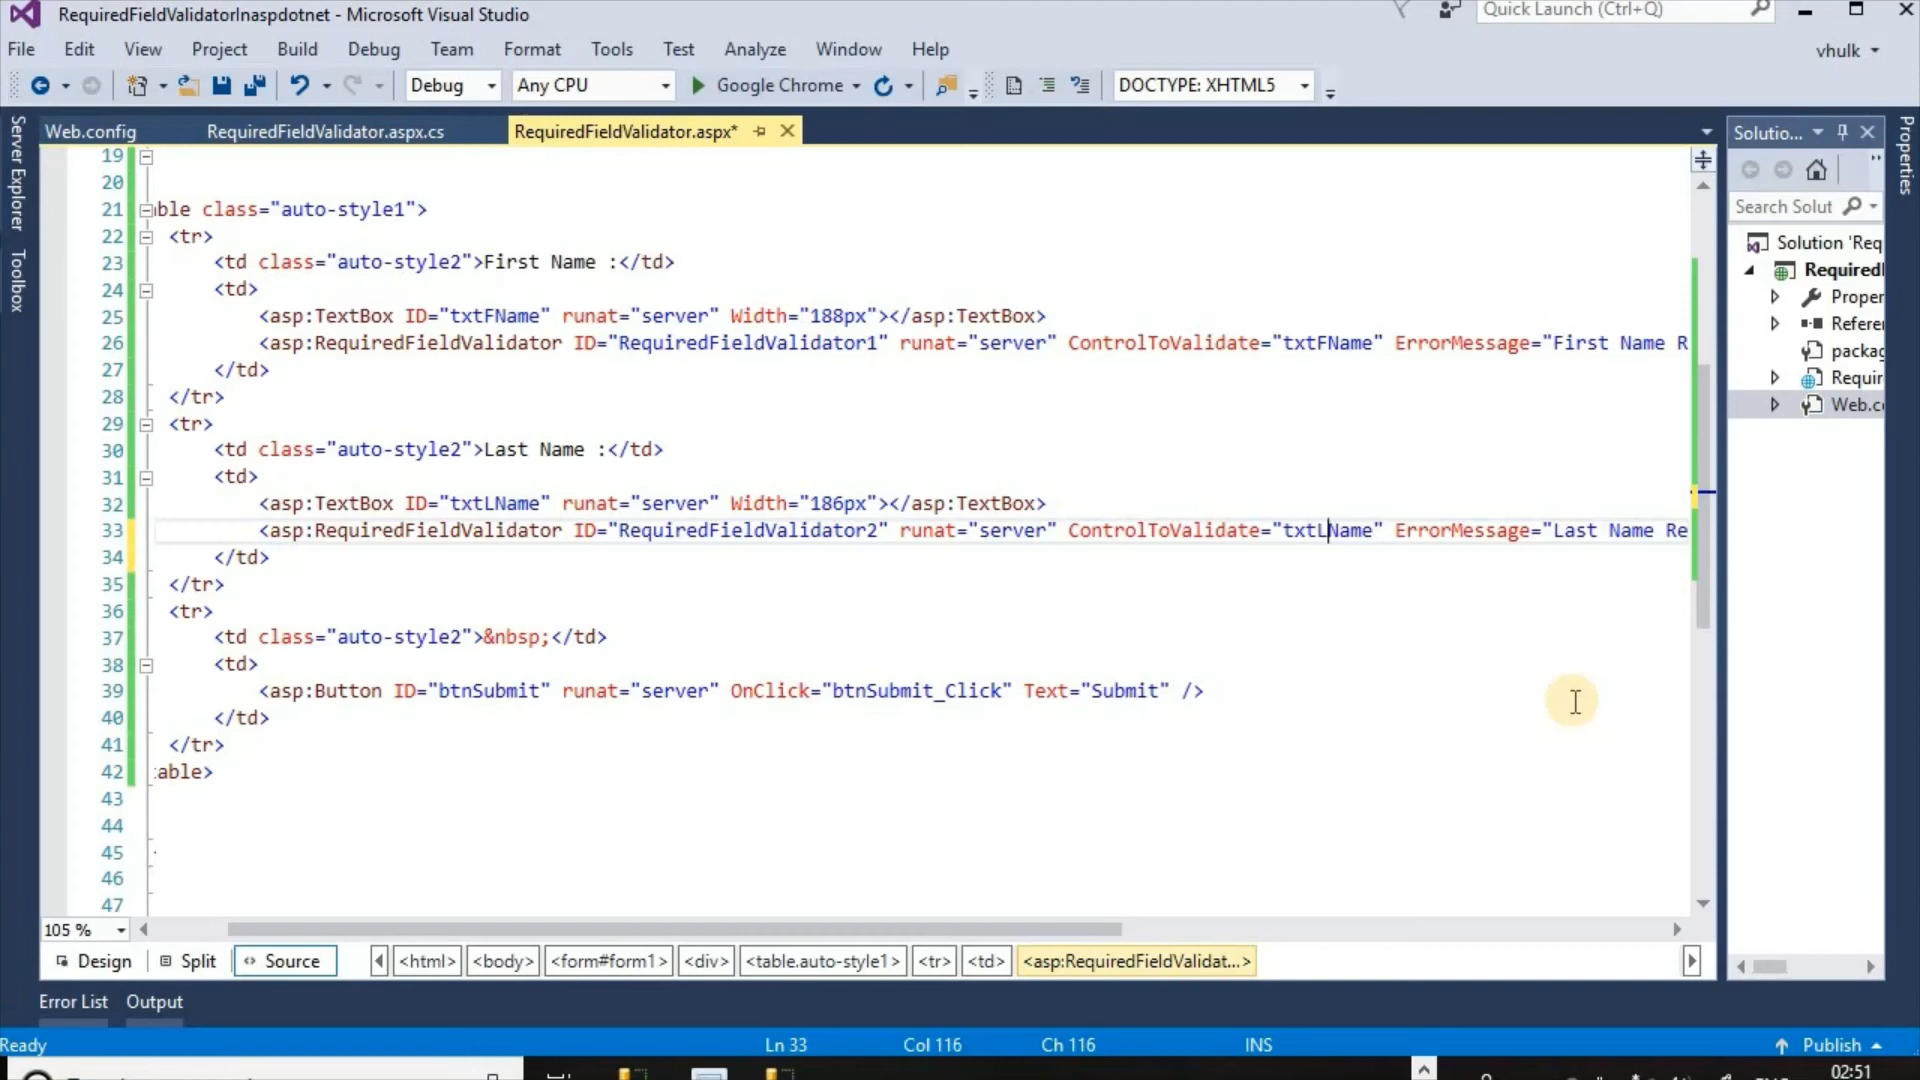 RequiredFieldValidatorInaspdotnet - Microsoft Visual Studio
Quick Launch (Ctrl+Q)
File Edit View Project Build Debug Team Format Tools Test Analyze Window Help
vhulk
Debug Any CPU Google Chrome DOCTYPE: XHTML5
Server Explorer
Toolbox
Web.config RequiredFieldValidator.aspx.cs RequiredFieldValidator.aspx*
19
20
21 ble class="auto-style1">
22 <tr>
23 <td class="auto-style2">First Name :</td>
24 <td>
25 <asp:TextBox ID="txtFName" runat="server" Width="188px"></asp:TextBox>
26 <asp:RequiredFieldValidator ID="RequiredFieldValidator1" runat="server" ControlToValidate="txtFName" ErrorMessage="First Name R
27 </td>
28 </tr>
29 <tr>
30 <td class="auto-style2">Last Name :</td>
31 <td>
32 <asp:TextBox ID="txtLName" runat="server" Width="186px"></asp:TextBox>
33 <asp:RequiredFieldValidator ID="RequiredFieldValidator2" runat="server" ControlToValidate="txtLName" ErrorMessage="Last Name Re
34 </td>
35 </tr>
36 <tr>
37 <td class="auto-style2">&nbsp;</td>
38 <td>
39 <asp:Button ID="btnSubmit" runat="server" OnClick="btnSubmit_Click" Text="Submit" />
40 </td>
41 </tr>
42 able>
43
44
45
46
47
105 %
Design Split Source <html> <body> <form#form1> <div> <table.auto-style1> <tr> <td> <asp:RequiredFieldValidat...>
Solutio...
Search Solut
Solution 'Req
Required
Proper
Referen
packag
Requir
Web.co
Properties
Error List Output
Ready Ln 33 Col 116 Ch 116 INS Publish
02:51